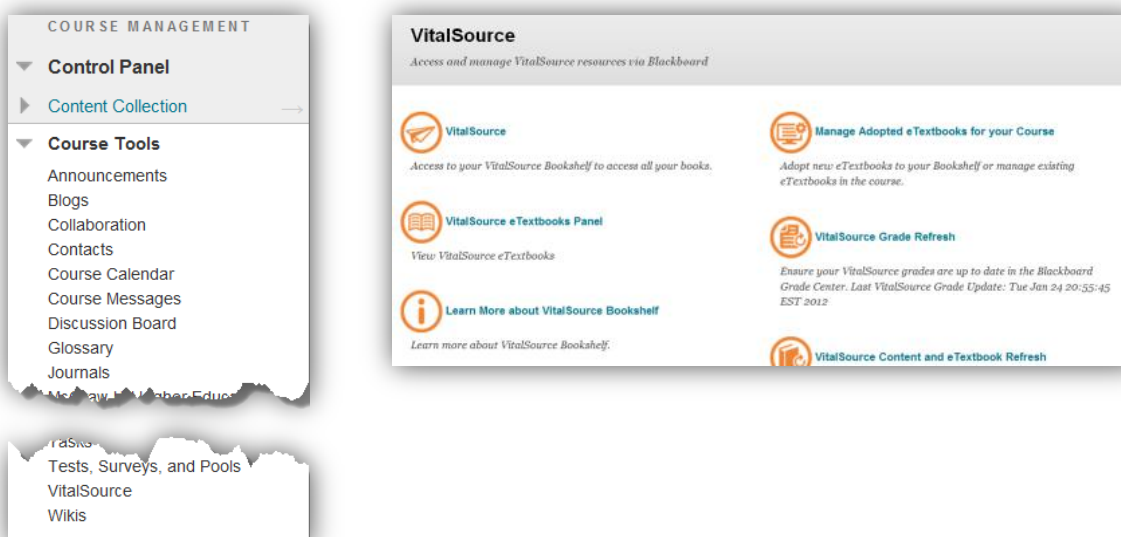 COURSE MANAGEMENT
Control Panel
Content Collection
Course Tools
Announcements
Blogs
Collaboration
Contacts
Course Calendar
Course Messages
Discussion Board
Glossary
Journals
Tasks
Tests, Surveys, and Pools
VitalSource
Wikis
VitalSource
Access and manage VitalSource resources via Blackboard
VitalSource
Access to your VitalSource Bookshelf to access all your books.
VitalSource eTextbooks Panel
View VitalSource eTextbooks
Learn More about VitalSource Bookshelf
Learn more about VitalSource Bookshelf.
Manage Adopted eTextbooks for your Course
Adopt new eTextbooks to your Bookshelf or manage existing
eTextbooks in the course.
VitalSource Grade Refresh
Ensure your VitalSource grades are up to date in the Blackboard
Grade Center. Last VitalSource Grade Update: Tue Jan 24 20:55:45
EST 2012
VitalSource Content and eTextbook Refresh